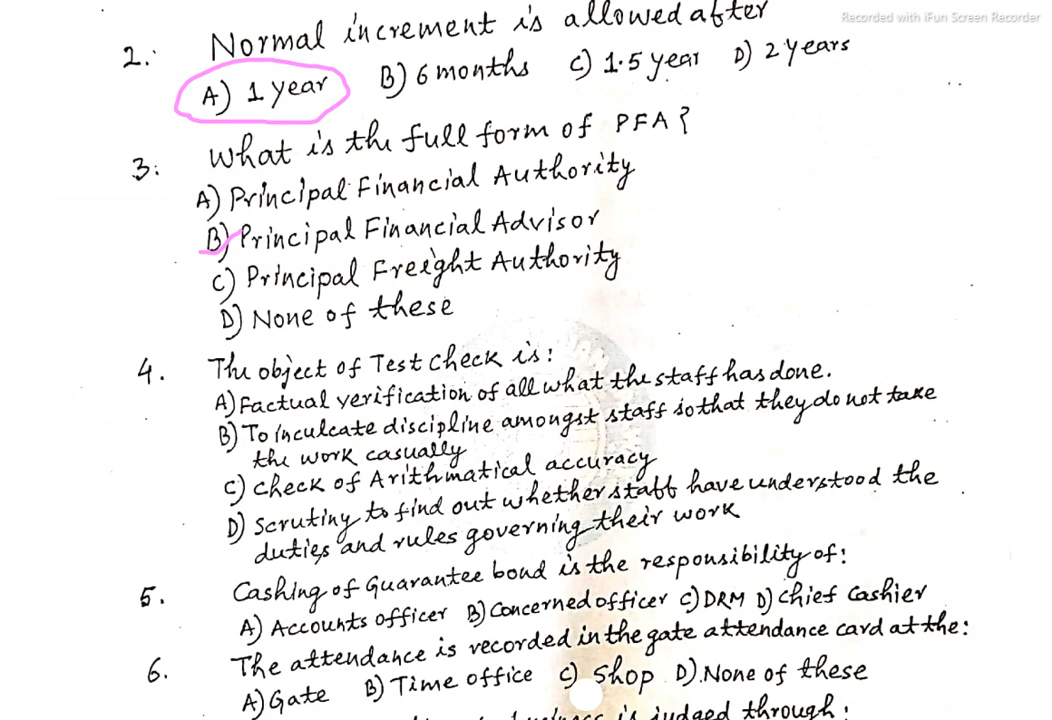 Recorded with iFun Screen Recorder
2. Normal increment is allowed after
A) 1 year B) 6 months C) 1.5 year D) 2 years
3. What is the full form of PFA?
A) Principal Financial Authority
B) Principal Financial Advisor
C) Principal Freight Authority
D) None of these
4. The object of Test check is:
A) Factual verification of all what the staff has done.
B) To inculcate discipline amongst staff so that they do not take
the work casually
C) check of Arithmatical accuracy
D) Scrutiny to find out whether staff have understood the
duties and rules governing their work
5. Cashing of Guarantee bond is the responsibility of:
A) Accounts officer B) Concerned officer C) DRM D) Chief Cashier
6. The attendance is recorded in the gate attendance card at the:
A) Gate B) Time office C) Shop D) None of these
is judged through: